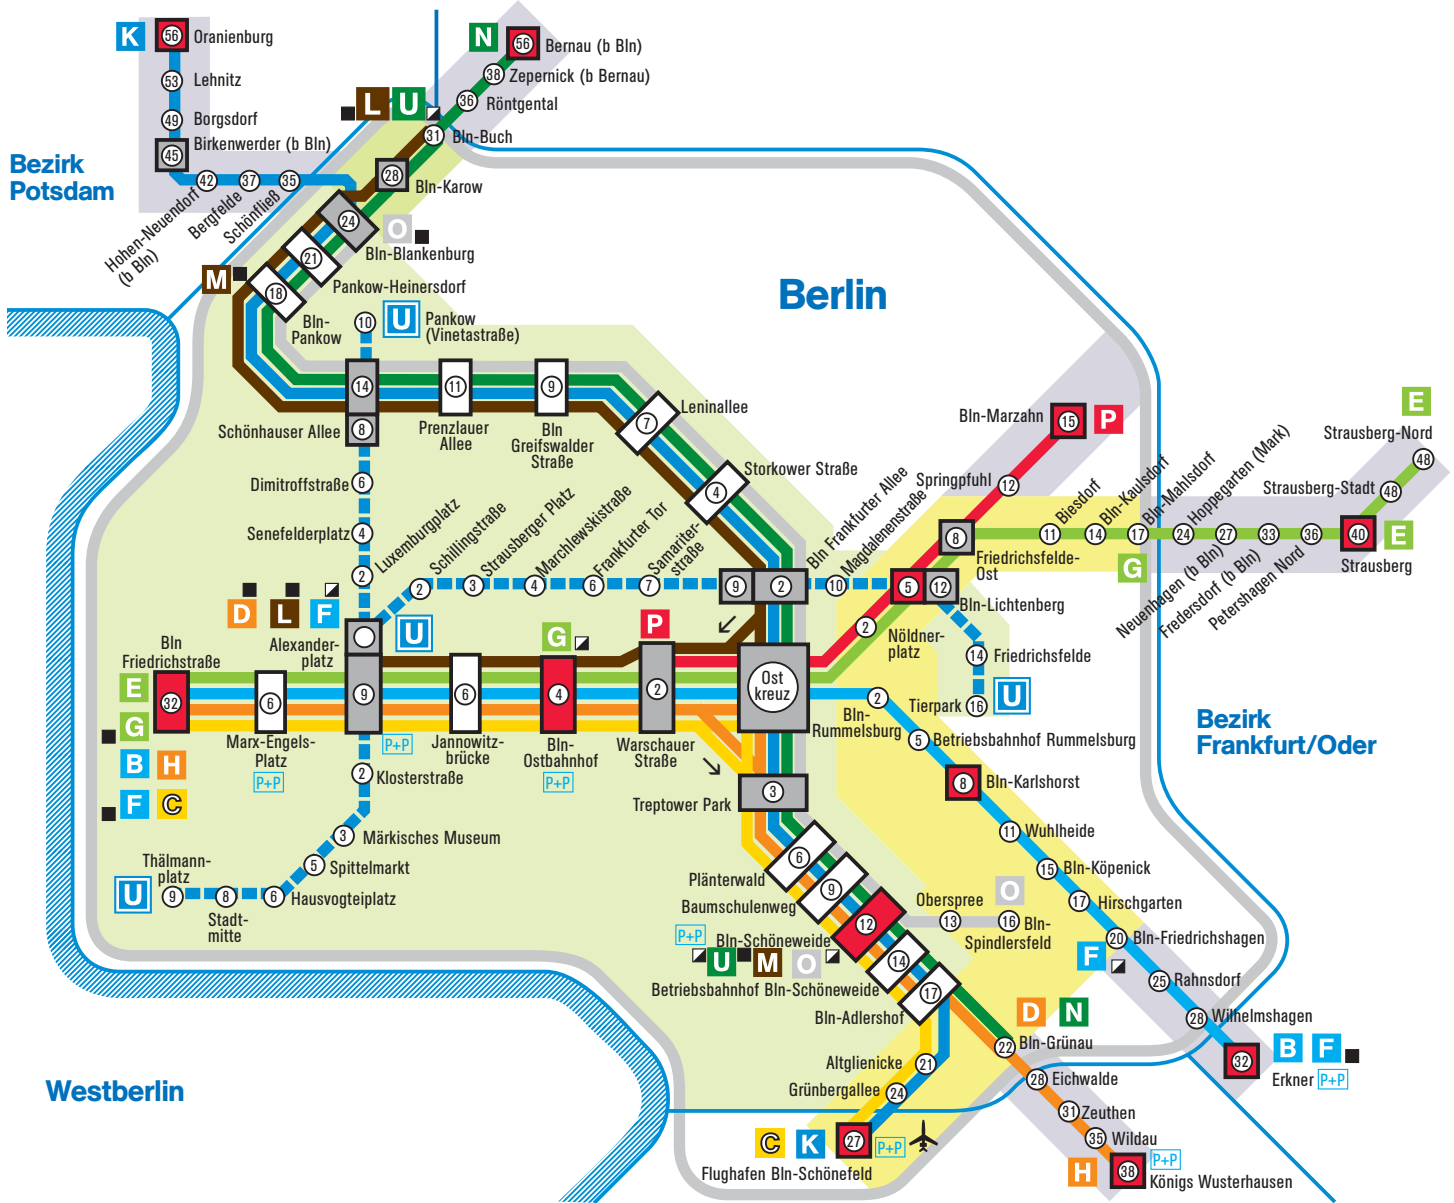 K
56
Oranienburg
53
Lehnitz
49
Borgsdorf
45
Birkenwerder (b Bln)
42
37
35
Hohen-Neuendorf
(b Bln)
Bergfelde
Schönfließ
Bezirk
Potsdam
N
56
Bernau (b Bln)
38
Zepernick (b Bernau)
36
Röntgental
L
U
31
Bln-Buch
28
Bln-Karow
24
O
Bln-Blankenburg
21
Pankow-Heinersdorf
M
18
Bln-
Pankow
10
U
Pankow
(Vinetastraße)
Berlin
14
11
9
7
Leninallee
8
Schönhauser Allee
Prenzlauer
Allee
Bln
Greifswalder
Straße
4
Storkower Straße
6
Dimitroffstraße
4
Senefelderplatz
2
Luxemburgplatz
2
Schillingstraße
3
Strausberger Platz
4
Marchlewskistraße
6
Frankfurter Tor
7
Samariter-
straße
9
2
Bln Frankfurter Allee
10
Magdalenenstraße
5
12
Bln-Lichtenberg
Bln-Marzahn
15
P
Springpfuhl
12
8
Friedrichsfelde-
Ost
11
Biesdorf
14
Bln-Kaulsdorf
17
Bln-Mahlsdorf
G
24
Hoppegarten (Mark)
27
Neuenhagen (b Bln)
33
Fredersdorf (b Bln)
36
Petershagen Nord
40
E
Strausberg
48
Strausberg-Stadt
48
Strausberg-Nord
E
D
L
F
Alexander-
platz
U
Bln
Friedrichstraße
E
G
B
H
F
C
32
6
Marx-Engels-
Platz
P+P
9
P+P
6
Jannowitz-
brücke
G
4
Bln-
Ostbahnhof
P+P
P
2
Warschauer
Straße
Ost
kreuz
2
Nöldner-
platz
14
Friedrichsfelde
16
Tierpark
U
2
Klosterstraße
3
Märkisches Museum
5
Spittelmarkt
6
Hausvogteiplatz
8
Stadt-
mitte
9
Thälmann-
platz
U
2
Bln-
Rummelsburg
5
Betriebsbahnhof Rummelsburg
8
Bln-Karlshorst
11
Wuhlheide
15
Bln-Köpenick
17
Hirschgarten
20
Bln-Friedrichshagen
F
25
Rahnsdorf
28
Wilhelmshagen
32
B
F
Erkner
P+P
Bezirk
Frankfurt/Oder
3
Treptower Park
6
Plänterwald
9
Baumschulenweg
12
P+P
Bln-Schöneweide
U
M
O
Oberspree
13
O
16
Bln-
Spindlersfeld
14
Betriebsbahnhof Bln-Schöneweide
17
Bln-Adlershof
D
N
22
Bln-Grünau
21
Altglienicke
24
Grünbergallee
27
C
K
P+P
Flughafen Bln-Schönefeld
28
Eichwalde
31
Zeuthen
35
Wildau
38
H
P+P
Königs Wusterhausen
Westberlin